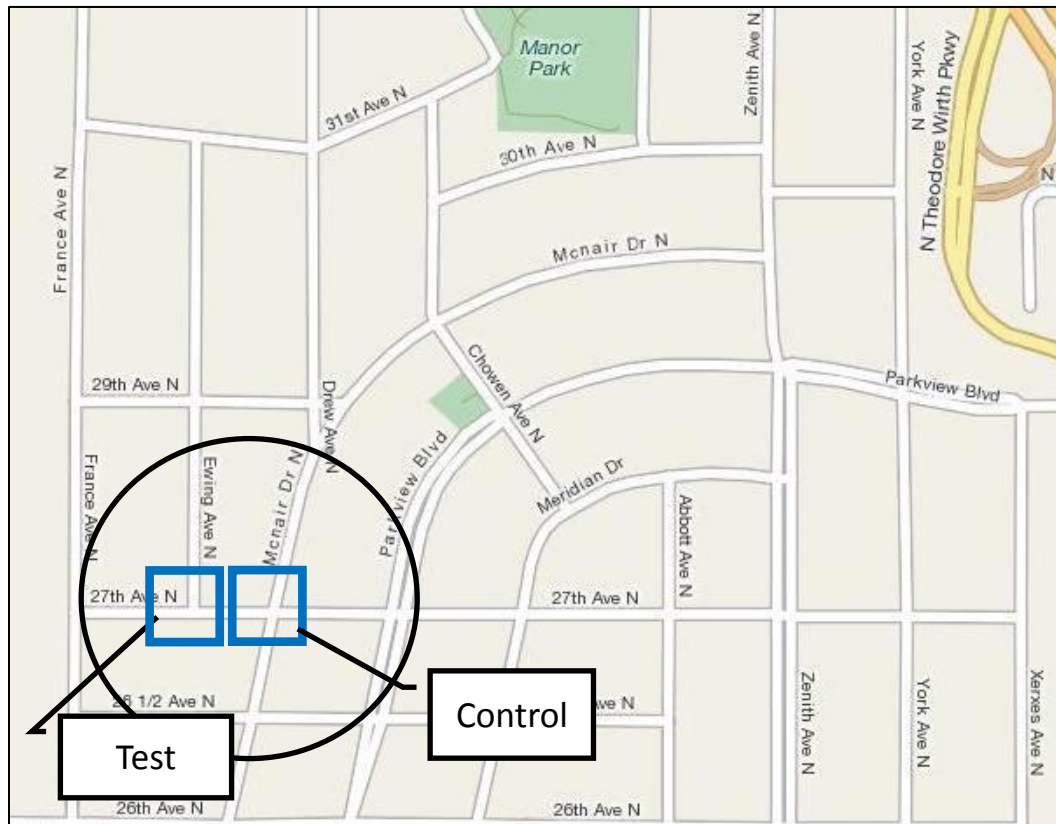 Manor
Park
Zenith Ave N
York Ave N
N Theodore Wirth Pkwy
31st Ave N
30th Ave N
N
France Ave N
Mcnair Dr N
29th Ave N
Drew Ave N
Chowen Ave N
Parkview Blvd
France Ave N
Ewing Ave N
Mcnair Dr N
Parkview Blvd
Meridian Dr
Abbott Ave N
27th Ave N
27th Ave N
26 1/2 Ave N
Ave N
Control
Test
Zenith Ave N
York Ave N
Xerxes Ave N
26th Ave N
26th Ave N